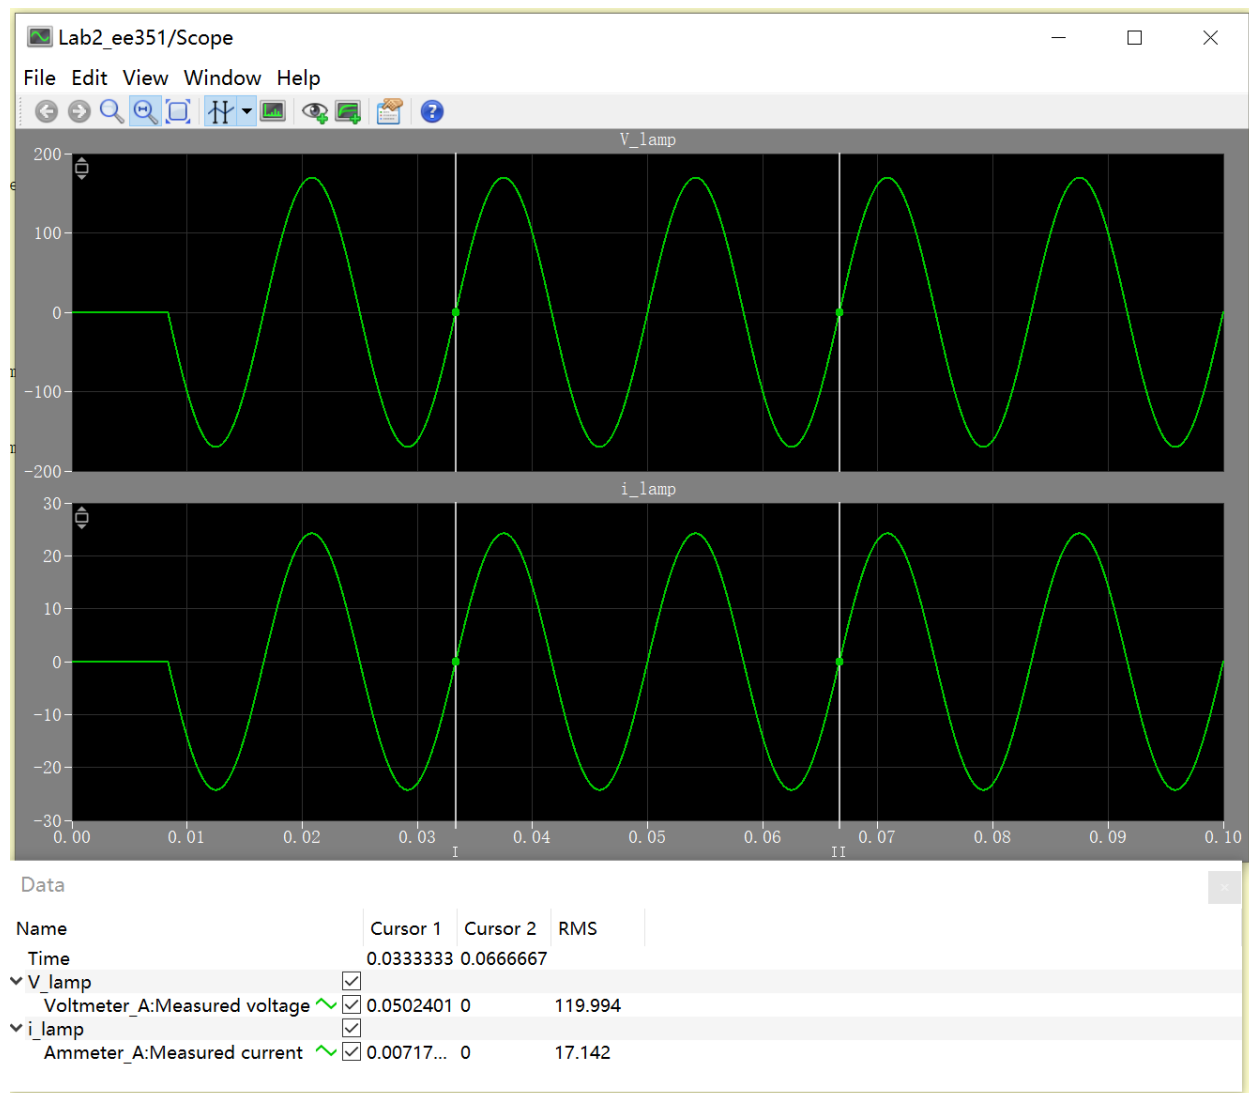 Lab2_ee351/Scope
File Edit View Window Help
V_lamp
200
100
0
-100
-200
i_lamp
30
20
10
0
-10
-20
-30
0.00 0.01 0.02 0.03 0.04 0.05 0.06 0.07 0.08 0.09 0.10
I II
Data
Name Cursor 1 Cursor 2 RMS
Time 0.0333333 0.0666667
V_lamp
Voltmeter_A:Measured voltage 0.0502401 0 119.994
i_lamp
Ammeter_A:Measured current 0.00717... 0 17.142